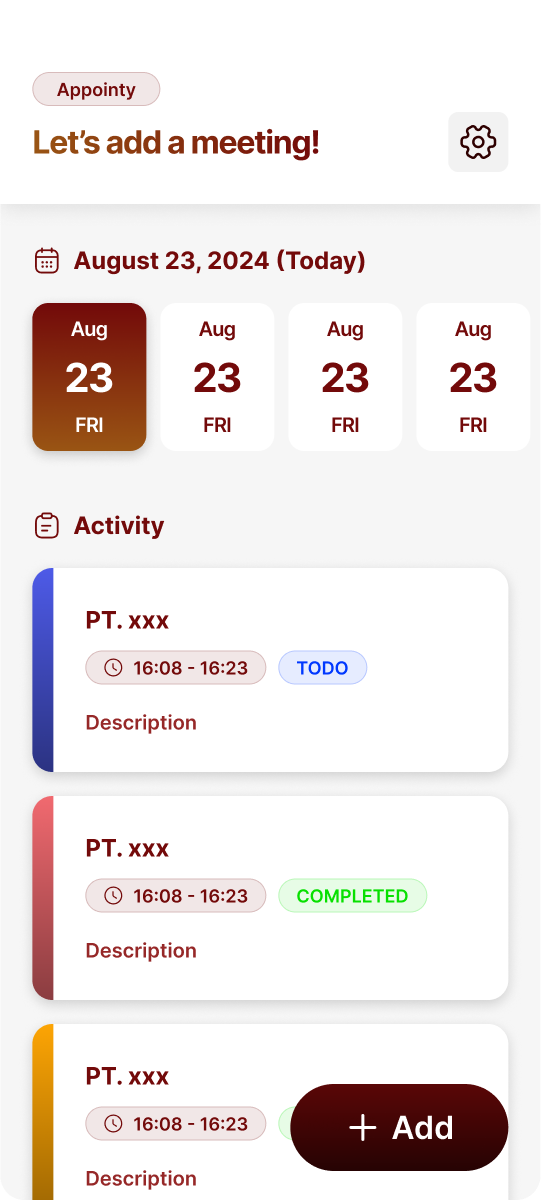 Appointy
Let's add a meeting!
August 23, 2024 (Today)
Aug
23
FRI
Aug
23
FRI
Aug
23
FRI
Aug
23
FRI
Activity
PT. xxx
16:08 - 16:23 TODO
Description
PT. xxx
16:08 - 16:23 COMPLETED
Description
PT. xxx
16:08 - 16:23
Description
+ Add